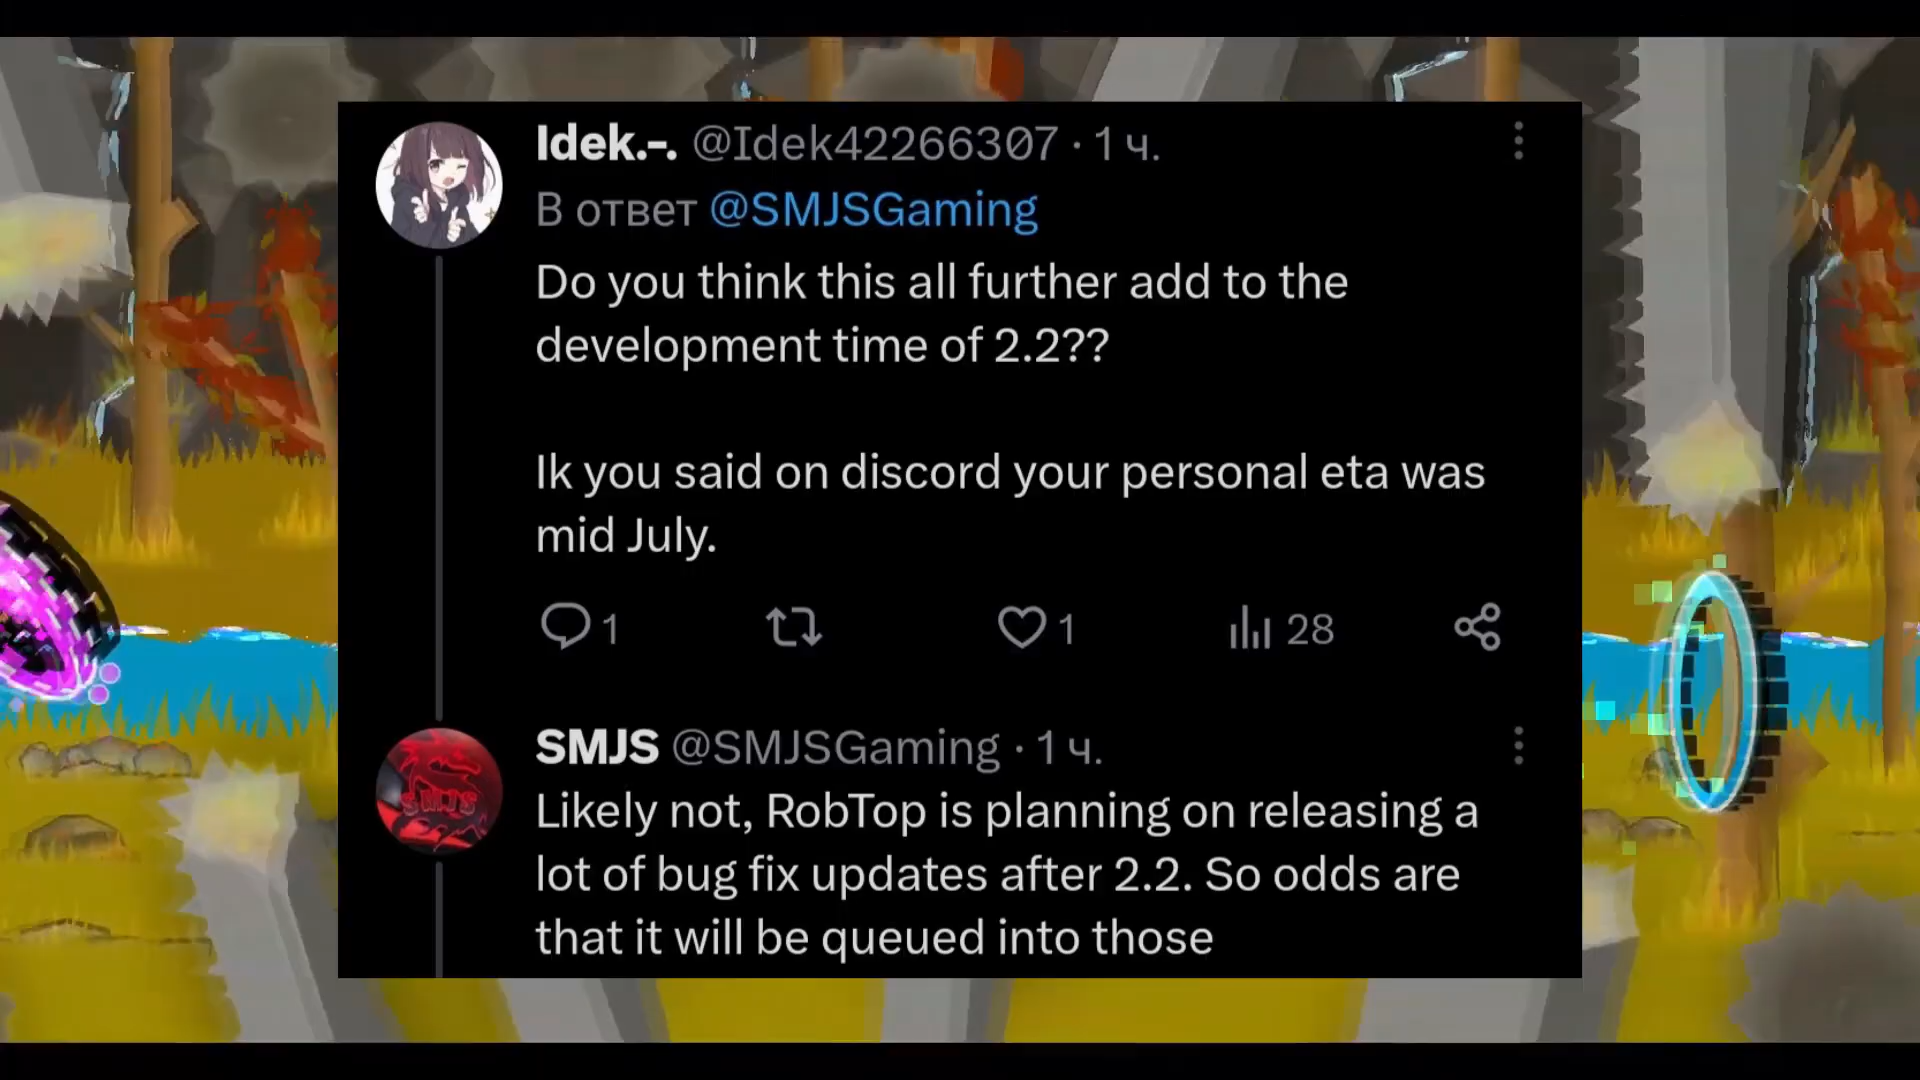 Idek.-. @Idek42266307 · 1 ч.
В ответ @SMJSGaming
Do you think this all further add to the
development time of 2.2??
Ik you said on discord your personal eta was
mid July.
1 1 28
SMJS @SMJSGaming · 1 ч.
SMJS
Likely not, RobTop is planning on releasing a
lot of bug fix updates after 2.2. So odds are
that it will be queued into those